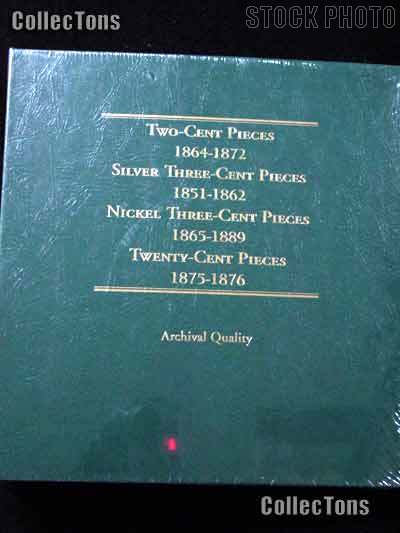 CollecTons
STOCK PHOTO
Two-Cent Pieces
1864-1872
Silver Three-Cent Pieces
1851-1862
Nickel Three-Cent Pieces
1865-1889
Twenty-Cent Pieces
1875-1876
Archival Quality
CollecTons